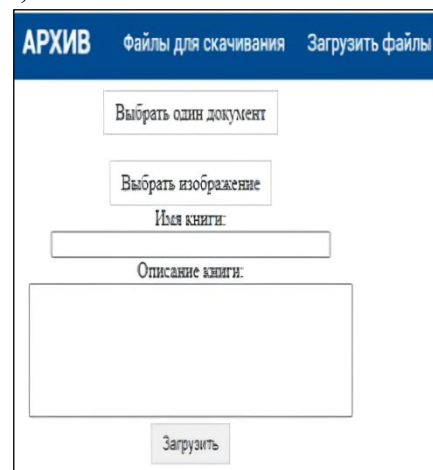 АРХИВ Файлы для скачивания Загрузить файлы
Выбрать один документ
Выбрать изображение
Имя книги:
Описание книги:
Загрузить